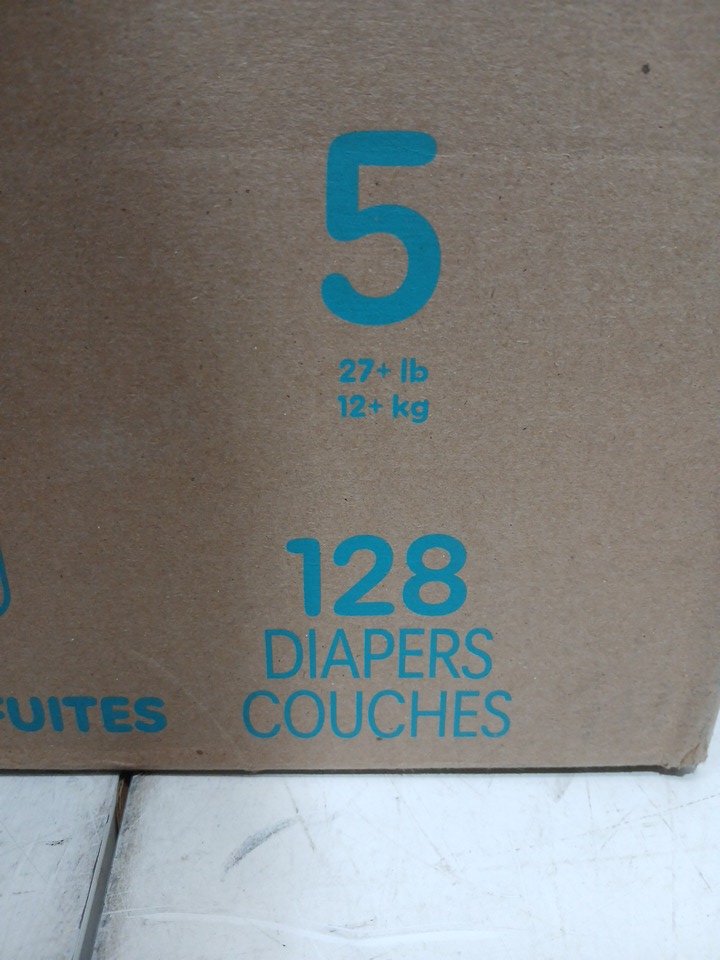 5
27+ lb
12+ kg
128
DIAPERS
COUCHES
FUITES